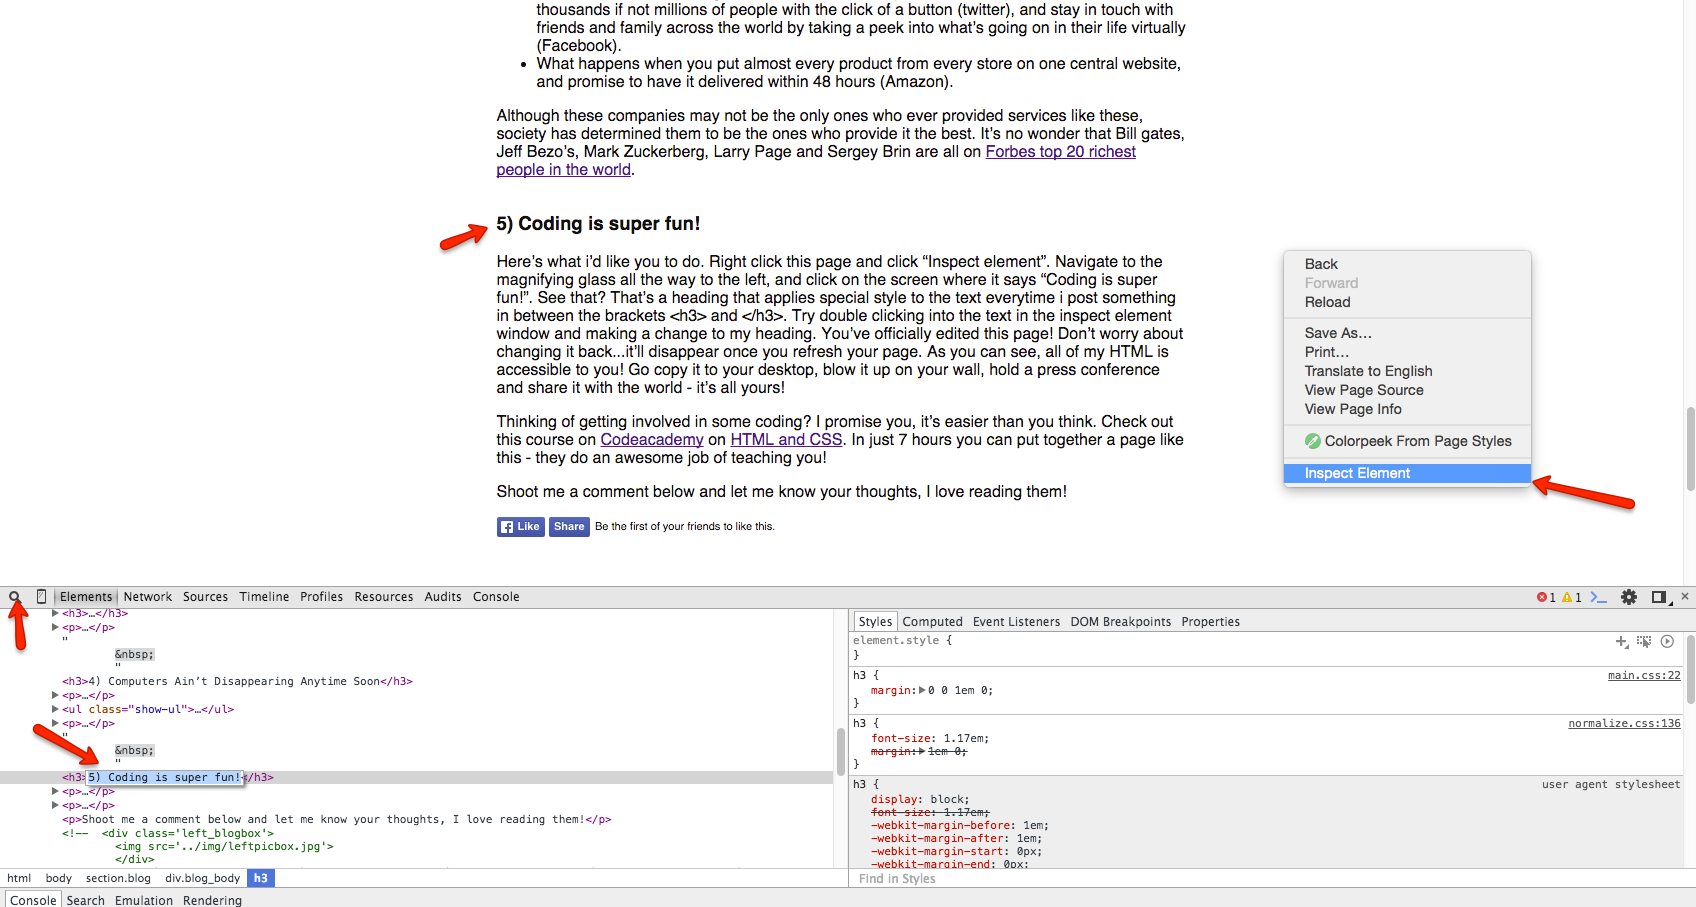 thousands if not millions of people with the click of a button (twitter), and stay in touch with
friends and family across the world by taking a peek into what's going on in their life virtually
(Facebook).
• What happens when you put almost every product from every store on one central website,
and promise to have it delivered within 48 hours (Amazon).
Although these companies may not be the only ones who ever provided services like these,
society has determined them to be the ones who provide it the best. It's no wonder that Bill gates,
Jeff Bezo's, Mark Zuckerberg, Larry Page and Sergey Brin are all on Forbes top 20 richest
people in the world.
5) Coding is super fun!
Here's what i'd like you to do. Right click this page and click “Inspect element”. Navigate to the
magnifying glass all the way to the left, and click on the screen where it says “Coding is super
fun!”. See that? That's a heading that applies special style to the text everytime i post something
in between the brackets <h3> and </h3>. Try double clicking into the text in the inspect element
window and making a change to my heading. You've officially edited this page! Don't worry about
changing it back...it'll disappear once you refresh your page. As you can see, all of my HTML is
accessible to you! Go copy it to your desktop, blow it up on your wall, hold a press conference
and share it with the world - it's all yours!
Thinking of getting involved in some coding? I promise you, it's easier than you think. Check out
this course on Codeacademy on HTML and CSS. In just 7 hours you can put together a page like
this - they do an awesome job of teaching you!
Shoot me a comment below and let me know your thoughts, I love reading them!
Like Share Be the first of your friends to like this.
Back
Forward
Reload
Save As...
Print...
Translate to English
View Page Source
View Page Info
Colorpeek From Page Styles
Inspect Element
Elements Network Sources Timeline Profiles Resources Audits Console
1 1
<h3>…</h3>
<p>…</p>
"
&nbsp;
"
<h3>4) Computers Ain't Disappearing Anytime Soon</h3>
<p>…</p>
<ul class="show-ul">…</ul>
<p>…</p>
"
&nbsp;
"
<h3>5) Coding is super fun!</h3>
<p>…</p>
<p>…</p>
<p>Shoot me a comment below and let me know your thoughts, I love reading them!</p>
<!-- <div class='left_blogbox'>
<img src='../img/leftpicbox.jpg'>
</div>
html body section.blog div.blog_body h3
Styles Computed Event Listeners DOM Breakpoints Properties
element.style {
}
h3 { main.css:22
margin:▶0 0 1em 0;
}
h3 { normalize.css:136
font-size: 1.17em;
margin:▶1em 0;
}
h3 { user agent stylesheet
display: block;
font-size: 1.17em;
-webkit-margin-before: 1em;
-webkit-margin-after: 1em;
-webkit-margin-start: 0px;
-webkit-margin-end: 0px;
Find in Styles
Console Search Emulation Rendering